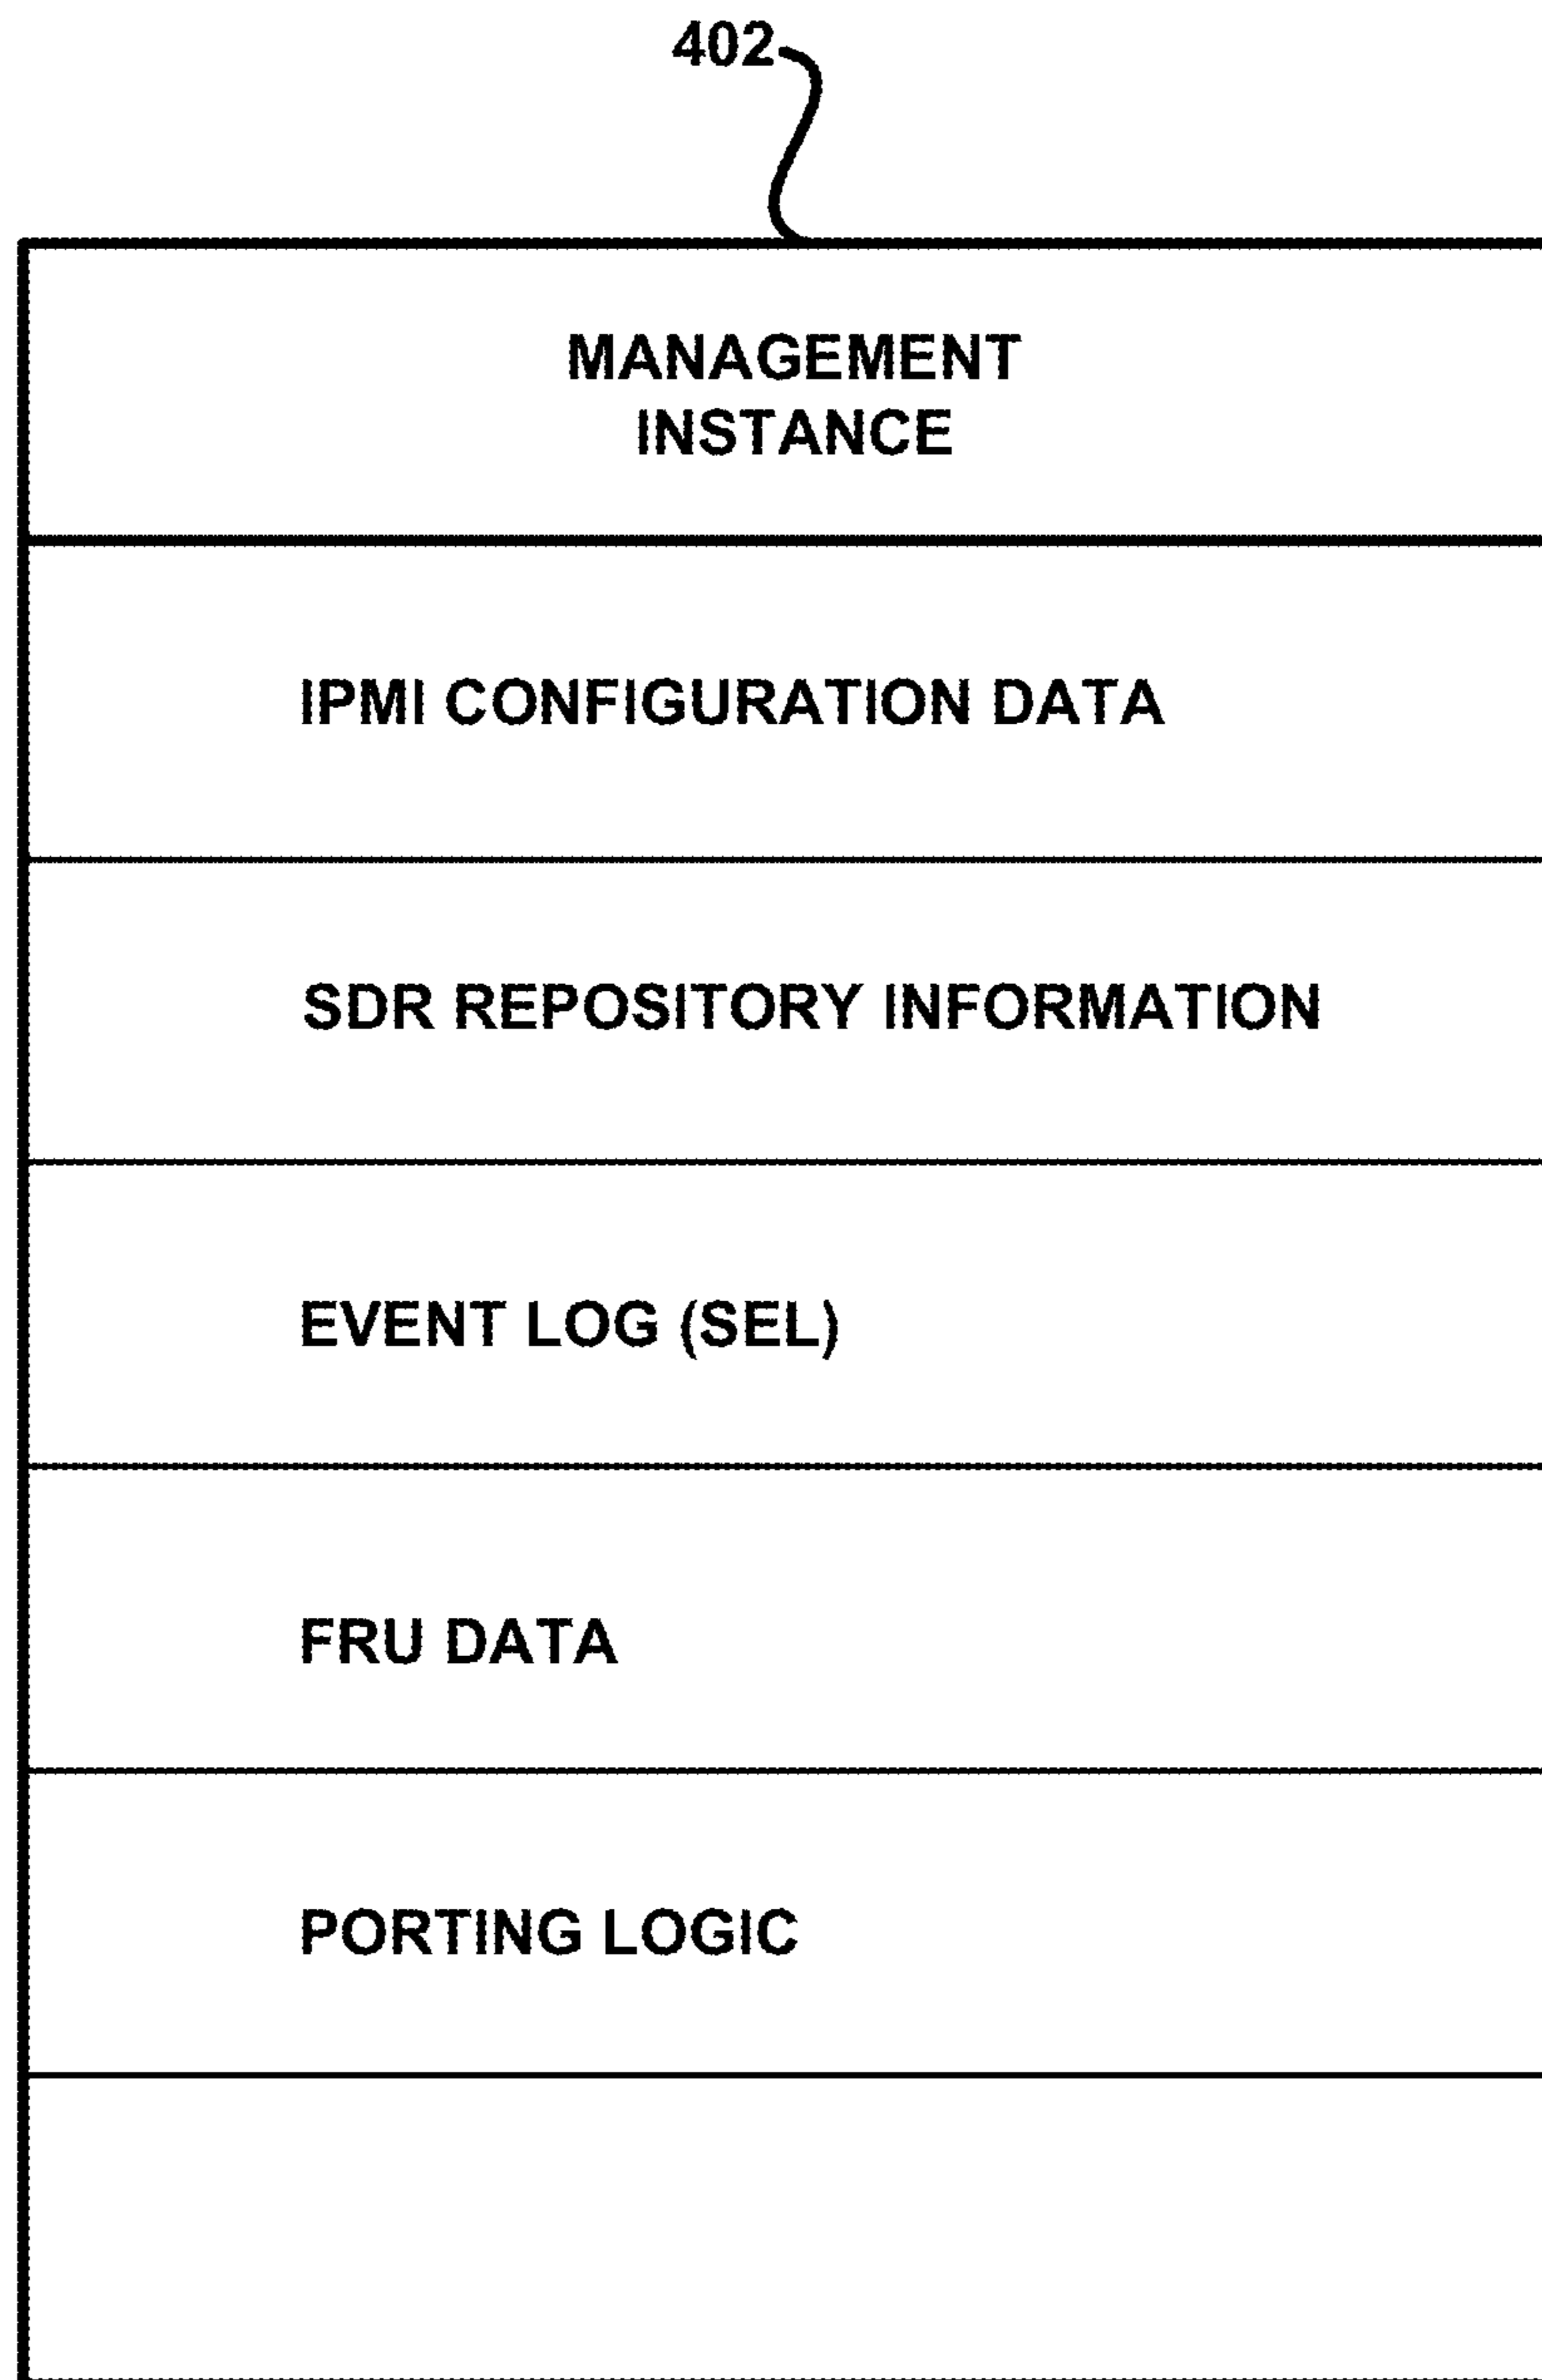 402
MANAGEMENT
INSTANCE
IPMI CONFIGURATION DATA
SDR REPOSITORY INFORMATION
EVENT LOG (SEL)
FRU DATA
PORTING LOGIC